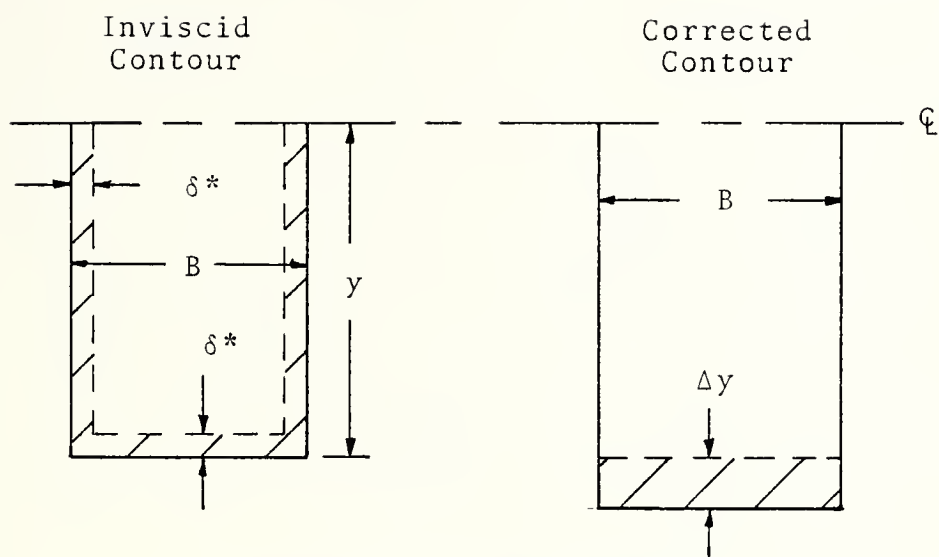 Inviscid
Contour
Corrected
Contour
℄
δ*
B
B
y
δ*
Δy